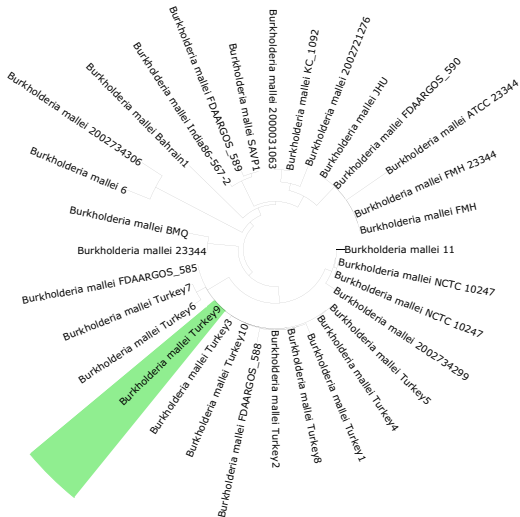 Burkholderia mallei 2000031063
Burkholderia mallei KC_1092
Burkholderia mallei 2002721276
Burkholderia mallei JHU
Burkholderia mallei FDAARGOS_590
Burkholderia mallei ATCC 23344
Burkholderia mallei FMH 23344
Burkholderia mallei FMH
Burkholderia mallei 11
Burkholderia mallei NCTC 10247
Burkholderia mallei NCTC 10247
Burkholderia mallei 2002734299
Burkholderia mallei Turkey5
Burkholderia mallei Turkey4
Burkholderia mallei Turkey1
Burkholderia mallei Turkey8
Burkholderia mallei Turkey2
Burkholderia mallei FDAARGOS_588
Burkholderia mallei Turkey10
Burkholderia mallei Turkey3
Burkholderia mallei Turkey9
Burkholderia mallei Turkey6
Burkholderia mallei Turkey7
Burkholderia mallei FDAARGOS_585
Burkholderia mallei 23344
Burkholderia mallei BMQ
Burkholderia mallei 6
Burkholderia mallei 2002734306
Burkholderia mallei Bahrain1
Burkholderia mallei India86-567-2
Burkholderia mallei FDAARGOS_589
Burkholderia mallei SAVP1